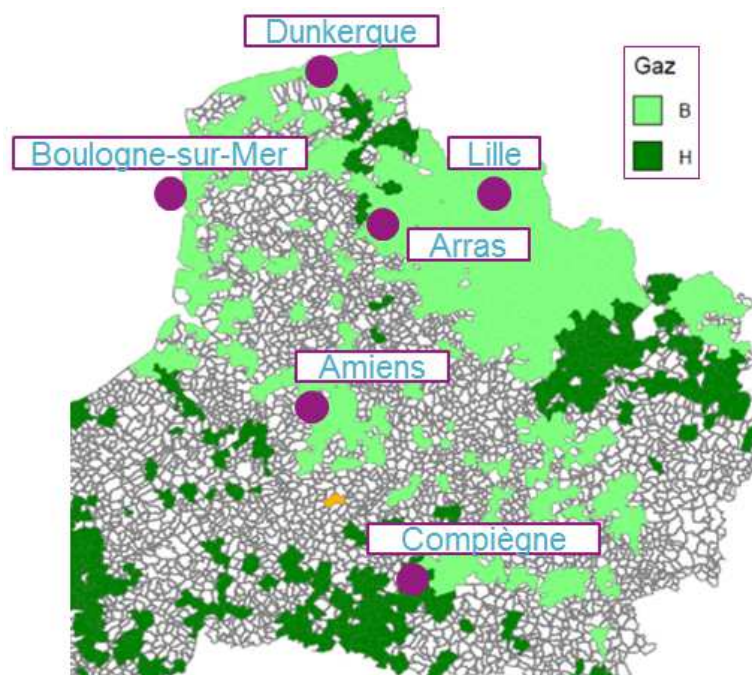 Dunkerque
Gaz
B
H
Boulogne-sur-Mer
Lille
Arras
Amiens
Compiègne